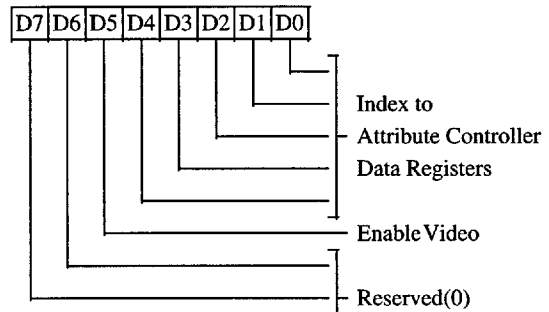 D7 D6 D5 D4 D3 D2 D1 D0
Index to
Attribute Controller
Data Registers
Enable Video
Reserved(0)